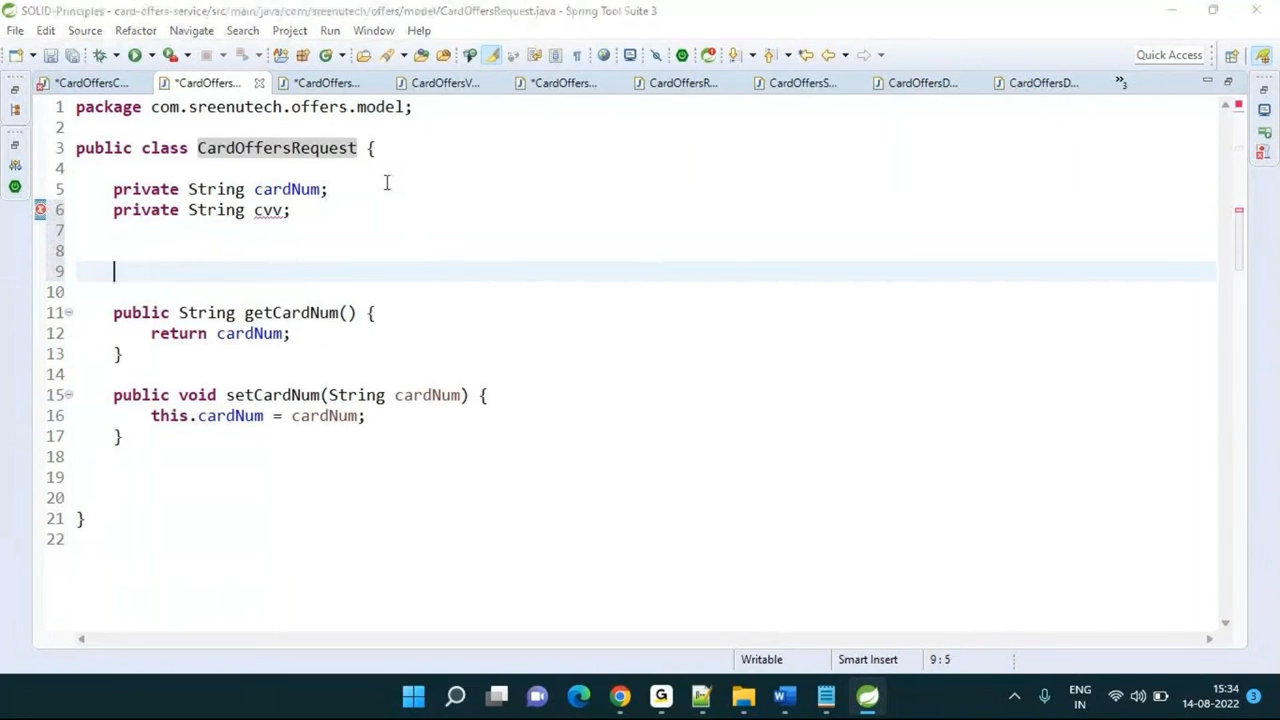 SOLID-Principles - card-offers-service/src/main/java/com/sreenutech/offers/model/CardOffersRequest.java - Spring Tool Suite 3
File Edit Source Refactor Navigate Search Project Run Window Help
Quick Access
*CardOffersC... *CardOffers... *CardOffers... CardOffersV... *CardOffers... CardOffersR... CardOffersS... CardOffersD... CardOffersD... »3
1 package com.sreenutech.offers.model;
2
3 public class CardOffersRequest {
4
5 private String cardNum;
6 private String cvv;
7
8
9
10
11 public String getCardNum() {
12 return cardNum;
13 }
14
15 public void setCardNum(String cardNum) {
16 this.cardNum = cardNum;
17 }
18
19
20
21 }
22
Writable Smart Insert 9 : 5
ENG
IN
15:34
14-08-2022
3